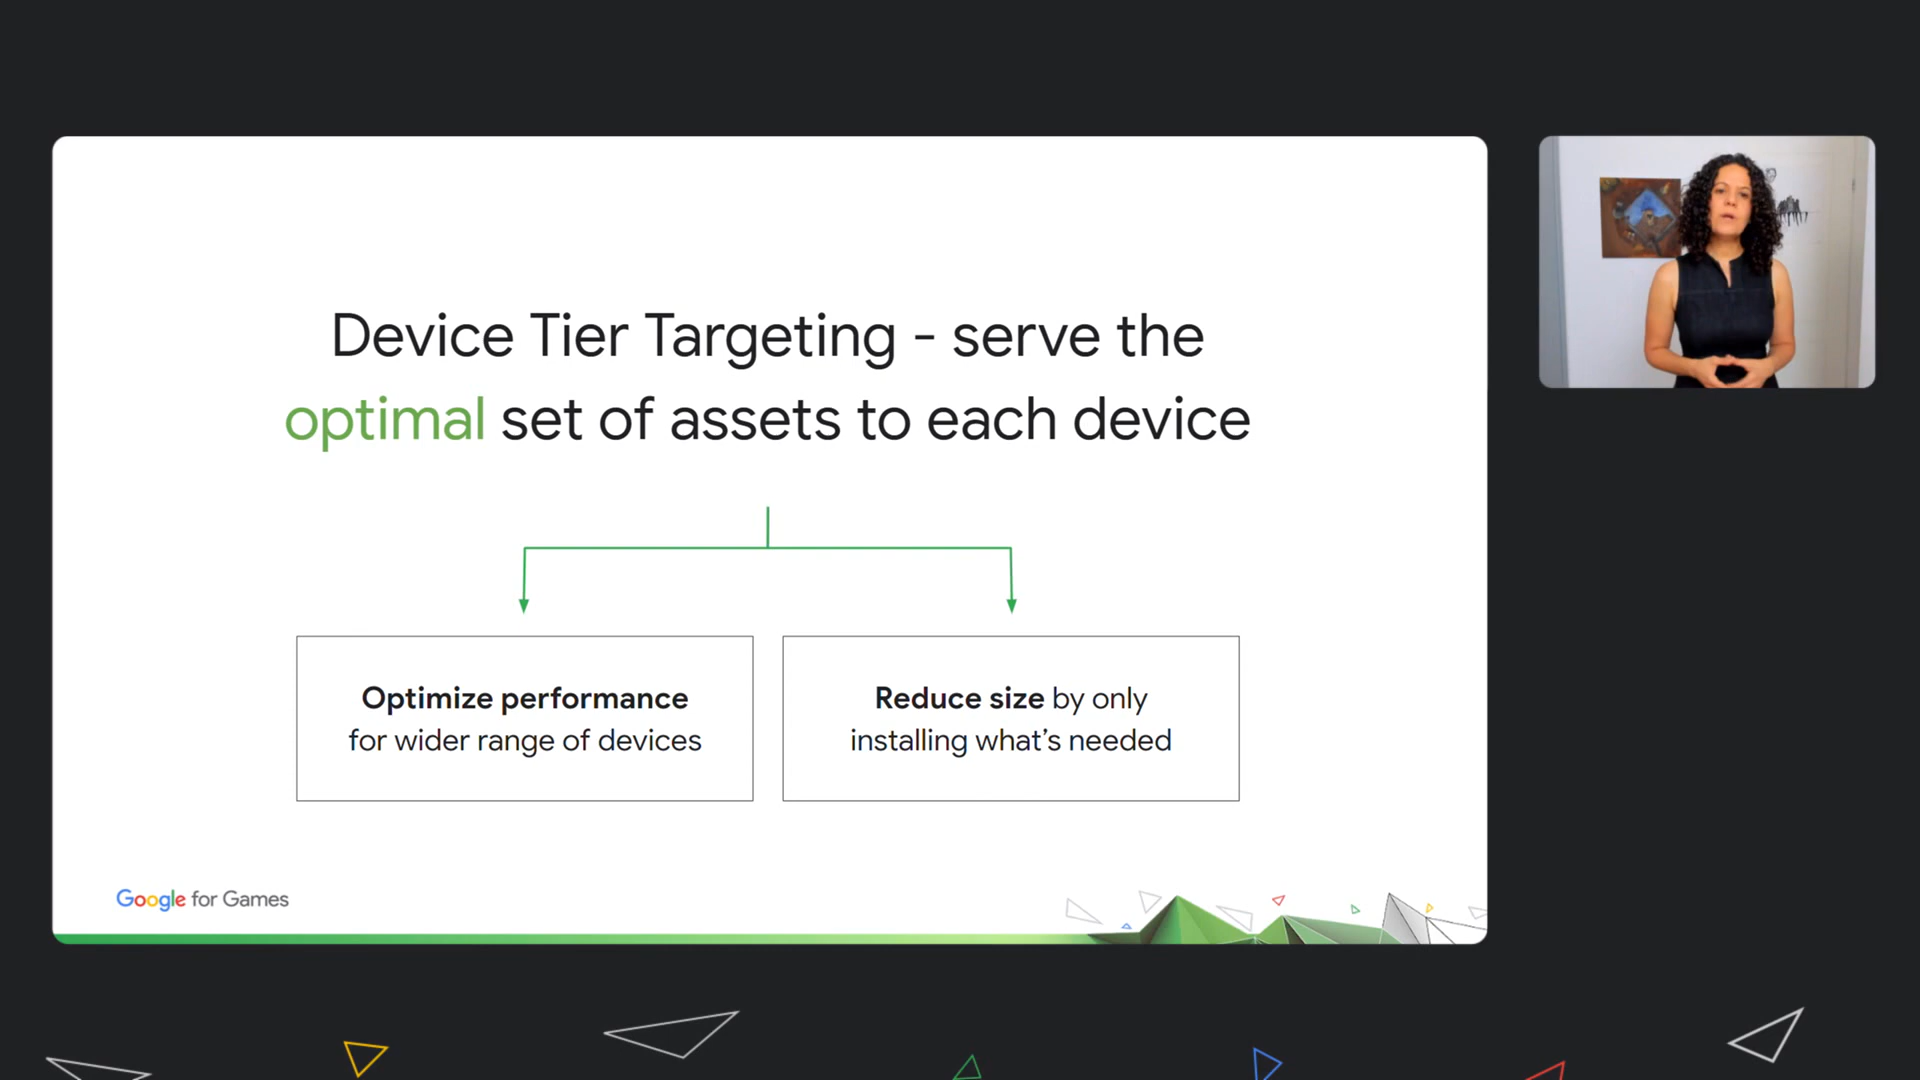 Device Tier Targeting - serve the
optimal set of assets to each device
Optimize performance
for wider range of devices
Reduce size by only
installing what's needed
Google for Games